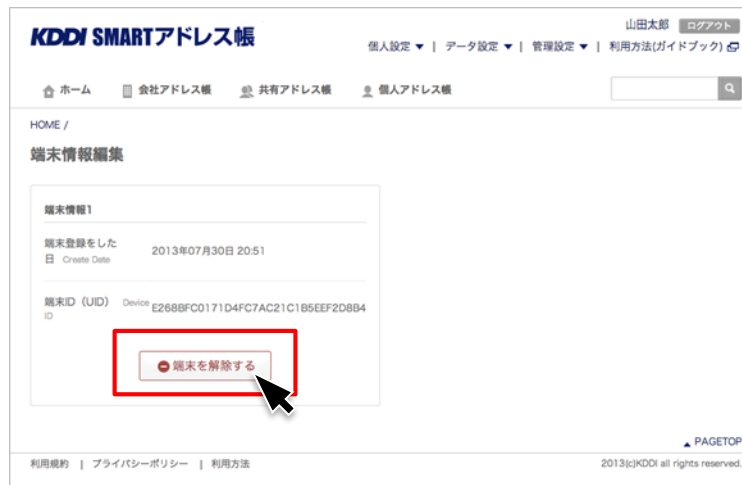 山田太郎 ログアウト
KDDI SMARTアドレス帳
個人設定 ▼ | データ設定 ▼ | 管理設定 ▼ | 利用方法(ガイドブック)
ホーム 会社アドレス帳 共有アドレス帳 個人アドレス帳
HOME /
端末情報編集
端末情報1
端末登録をした
日 Create Date
2013年07月30日 20:51
端末ID（UID） Device
ID
E268BFC0171D4FC7AC21C1B5EEF2D8B4
端末を解除する
PAGETOP
利用規約 | プライバシーポリシー | 利用方法
2013(c)KDDI all rights reserved.